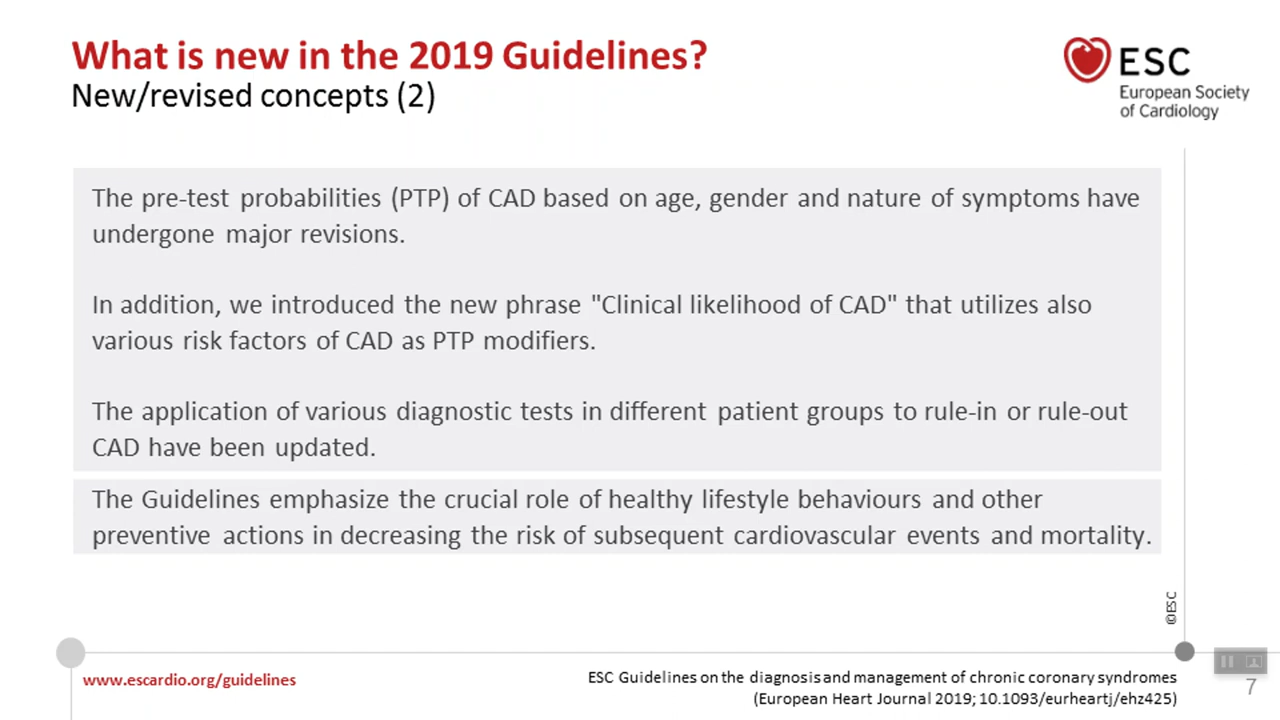 What is new in the 2019 Guidelines?
New/revised concepts (2)
ESC
European Society
of Cardiology
The pre-test probabilities (PTP) of CAD based on age, gender and nature of symptoms have
undergone major revisions.
In addition, we introduced the new phrase "Clinical likelihood of CAD" that utilizes also
various risk factors of CAD as PTP modifiers.
The application of various diagnostic tests in different patient groups to rule-in or rule-out
CAD have been updated.
The Guidelines emphasize the crucial role of healthy lifestyle behaviours and other
preventive actions in decreasing the risk of subsequent cardiovascular events and mortality.
©ESC
www.escardio.org/guidelines
ESC Guidelines on the diagnosis and management of chronic coronary syndromes
(European Heart Journal 2019; 10.1093/eurheartj/ehz425)
7